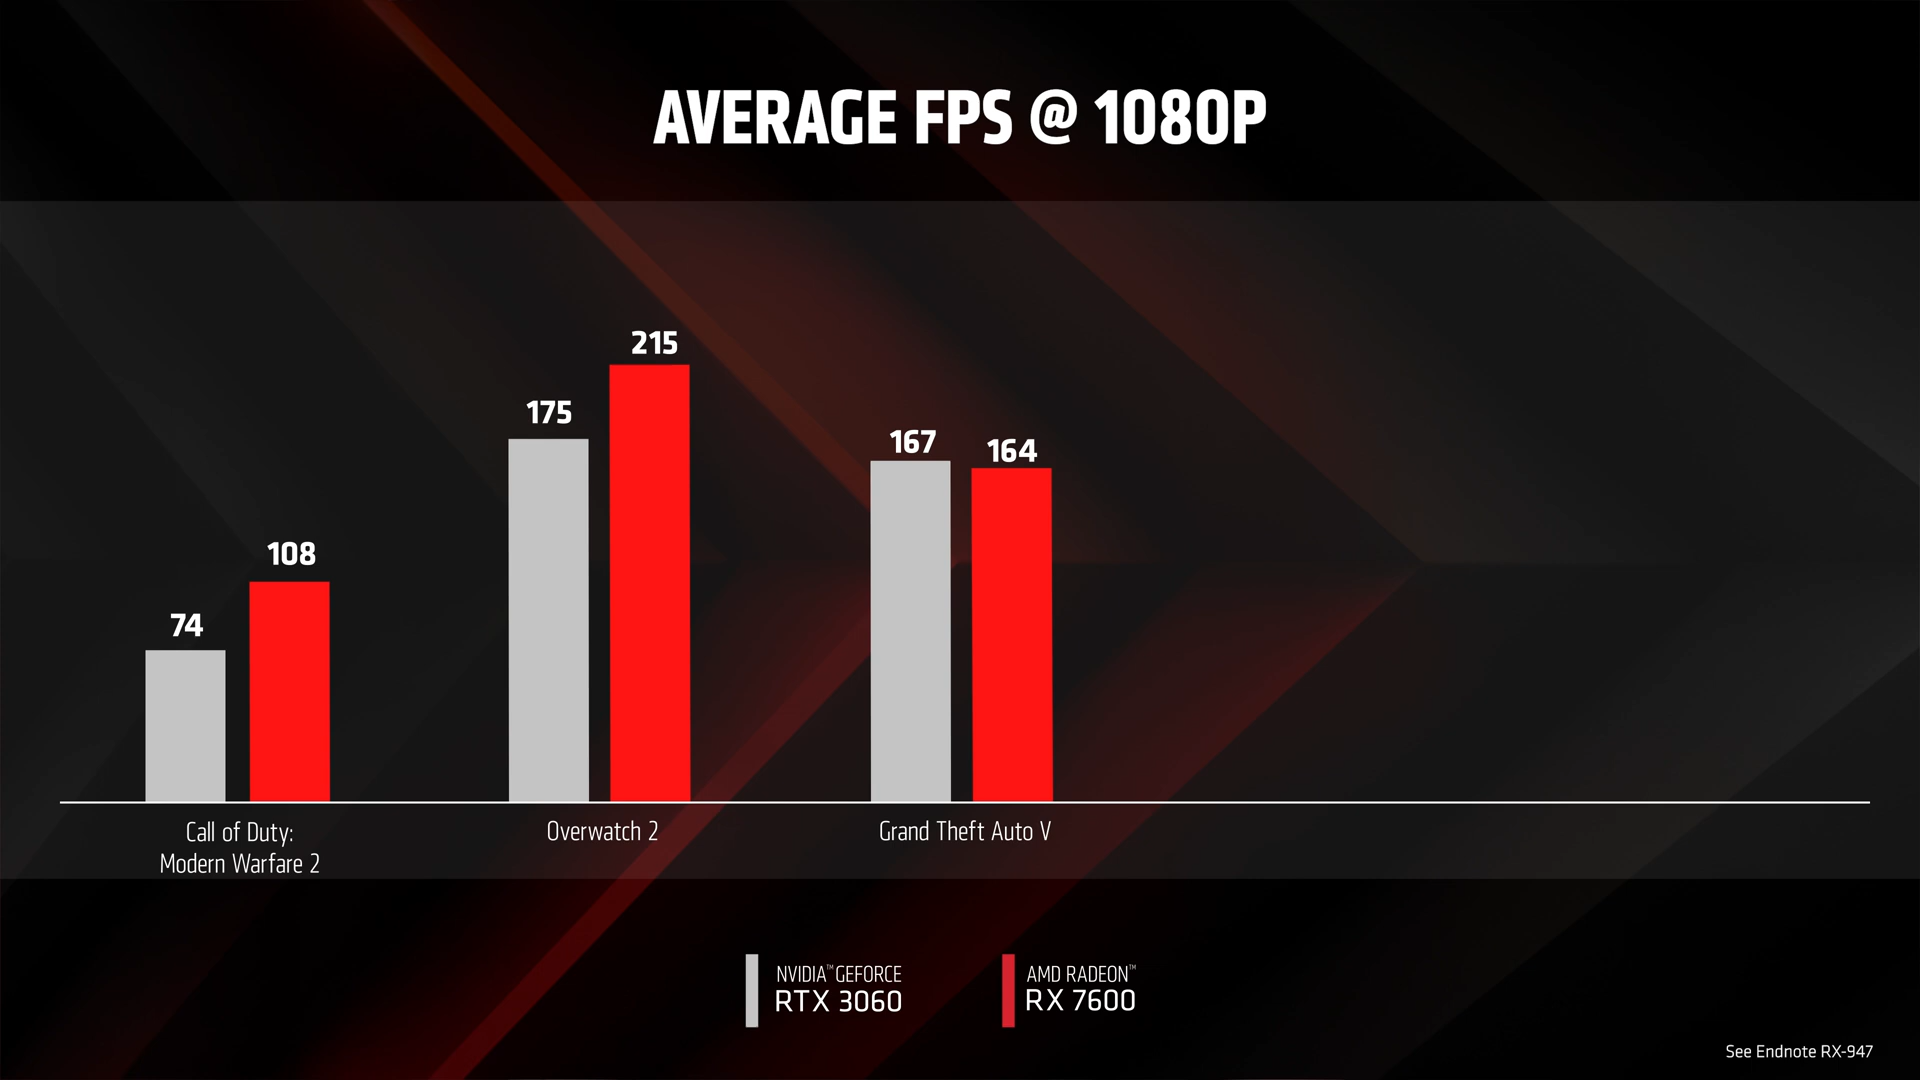 AVERAGE FPS @ 1080P
215
175
167
164
108
74
Call of Duty:
Modern Warfare 2
Overwatch 2
Grand Theft Auto V
NVIDIA™ GEFORCE
RTX 3060
AMD RADEON™
RX 7600
See Endnote RX-947